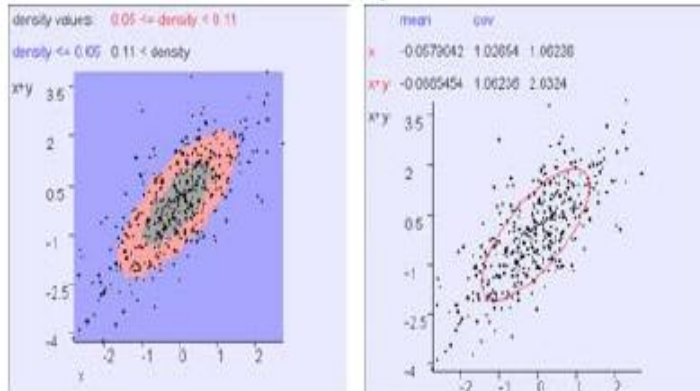 density values: 0.05 <= density < 0.11
density <= 0.05 0.11 < density
x+y
3.5
2
0.5
-1
-2.5
-4
-2 -1 0 1 2
x
mean cov
x -0.0579042 1.02654 1.06236
x+y -0.0685454 1.06236 2.0324
x+y
3.5
2
0.5
-1
-2.5
-4
-2 -1 0 1 2